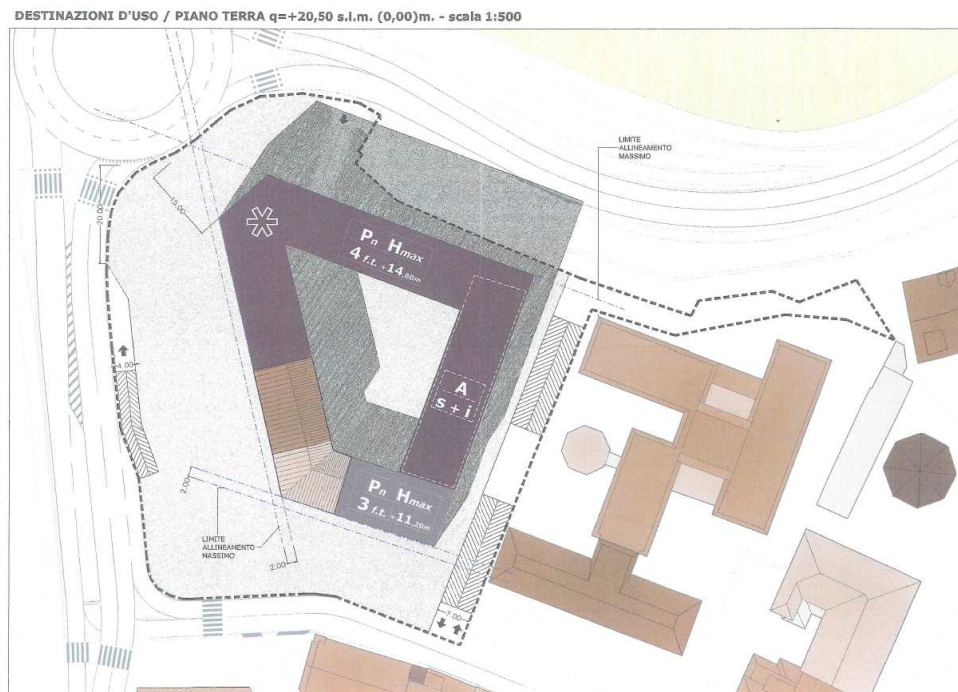 DESTINAZIONI D'USO / PIANO TERRA q=+20,50 s.l.m. (0,00)m. - scala 1:500
LIMITE
ALLINEAMENTO
MASSIMO
20.00
15.00
Pn Hmax
4 f.t. +14,80m
4.00
A
s + i
Pn Hmax
3 f.t. +11,20m
2.00
LIMITE
ALLINEAMENTO
MASSIMO
2.00
7.00